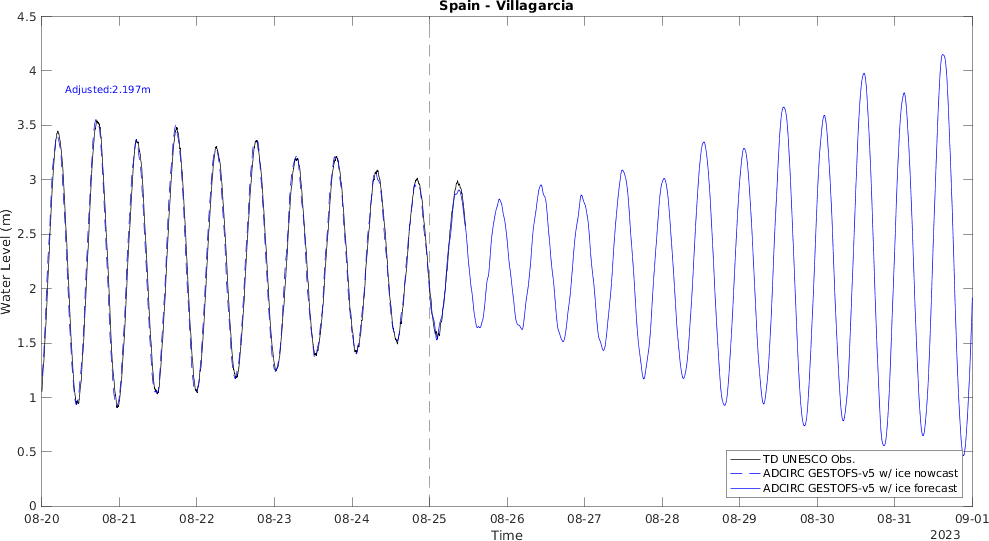 Spain - Villagarcia
Adjusted:2.197m
Water Level (m)
4.5
4
3.5
3
2.5
2
1.5
1
0.5
0
TD UNESCO Obs.
ADCIRC GESTOFS-v5 w/ ice nowcast
ADCIRC GESTOFS-v5 w/ ice forecast
08-20 08-21 08-22 08-23 08-24 08-25 08-26 08-27 08-28 08-29 08-30 08-31 09-01
Time
2023